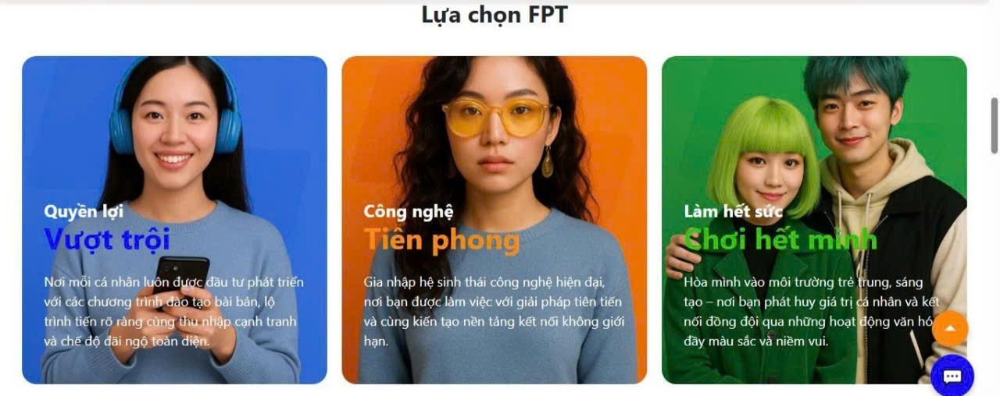 Lựa chọn FPT
Quyền lợi
Vượt trội
Nơi mỗi cá nhân luôn được đầu tư phát triển
với các chương trình đào tạo bài bản, lộ
trình tiến rõ ràng cùng thu nhập cạnh tranh
và chế độ đãi ngộ toàn diện.
Công nghệ
Tiên phong
Gia nhập hệ sinh thái công nghệ hiện đại,
nơi bạn được làm việc với giải pháp tiên tiến
và cùng kiến tạo nền tảng kết nối không giới
hạn.
Làm hết sức
Chơi hết mình
Hòa mình vào môi trường trẻ trung, sáng
tạo – nơi bạn phát huy giá trị cá nhân và kết
nối đồng đội qua những hoạt động văn hó
đầy màu sắc và niềm vui.